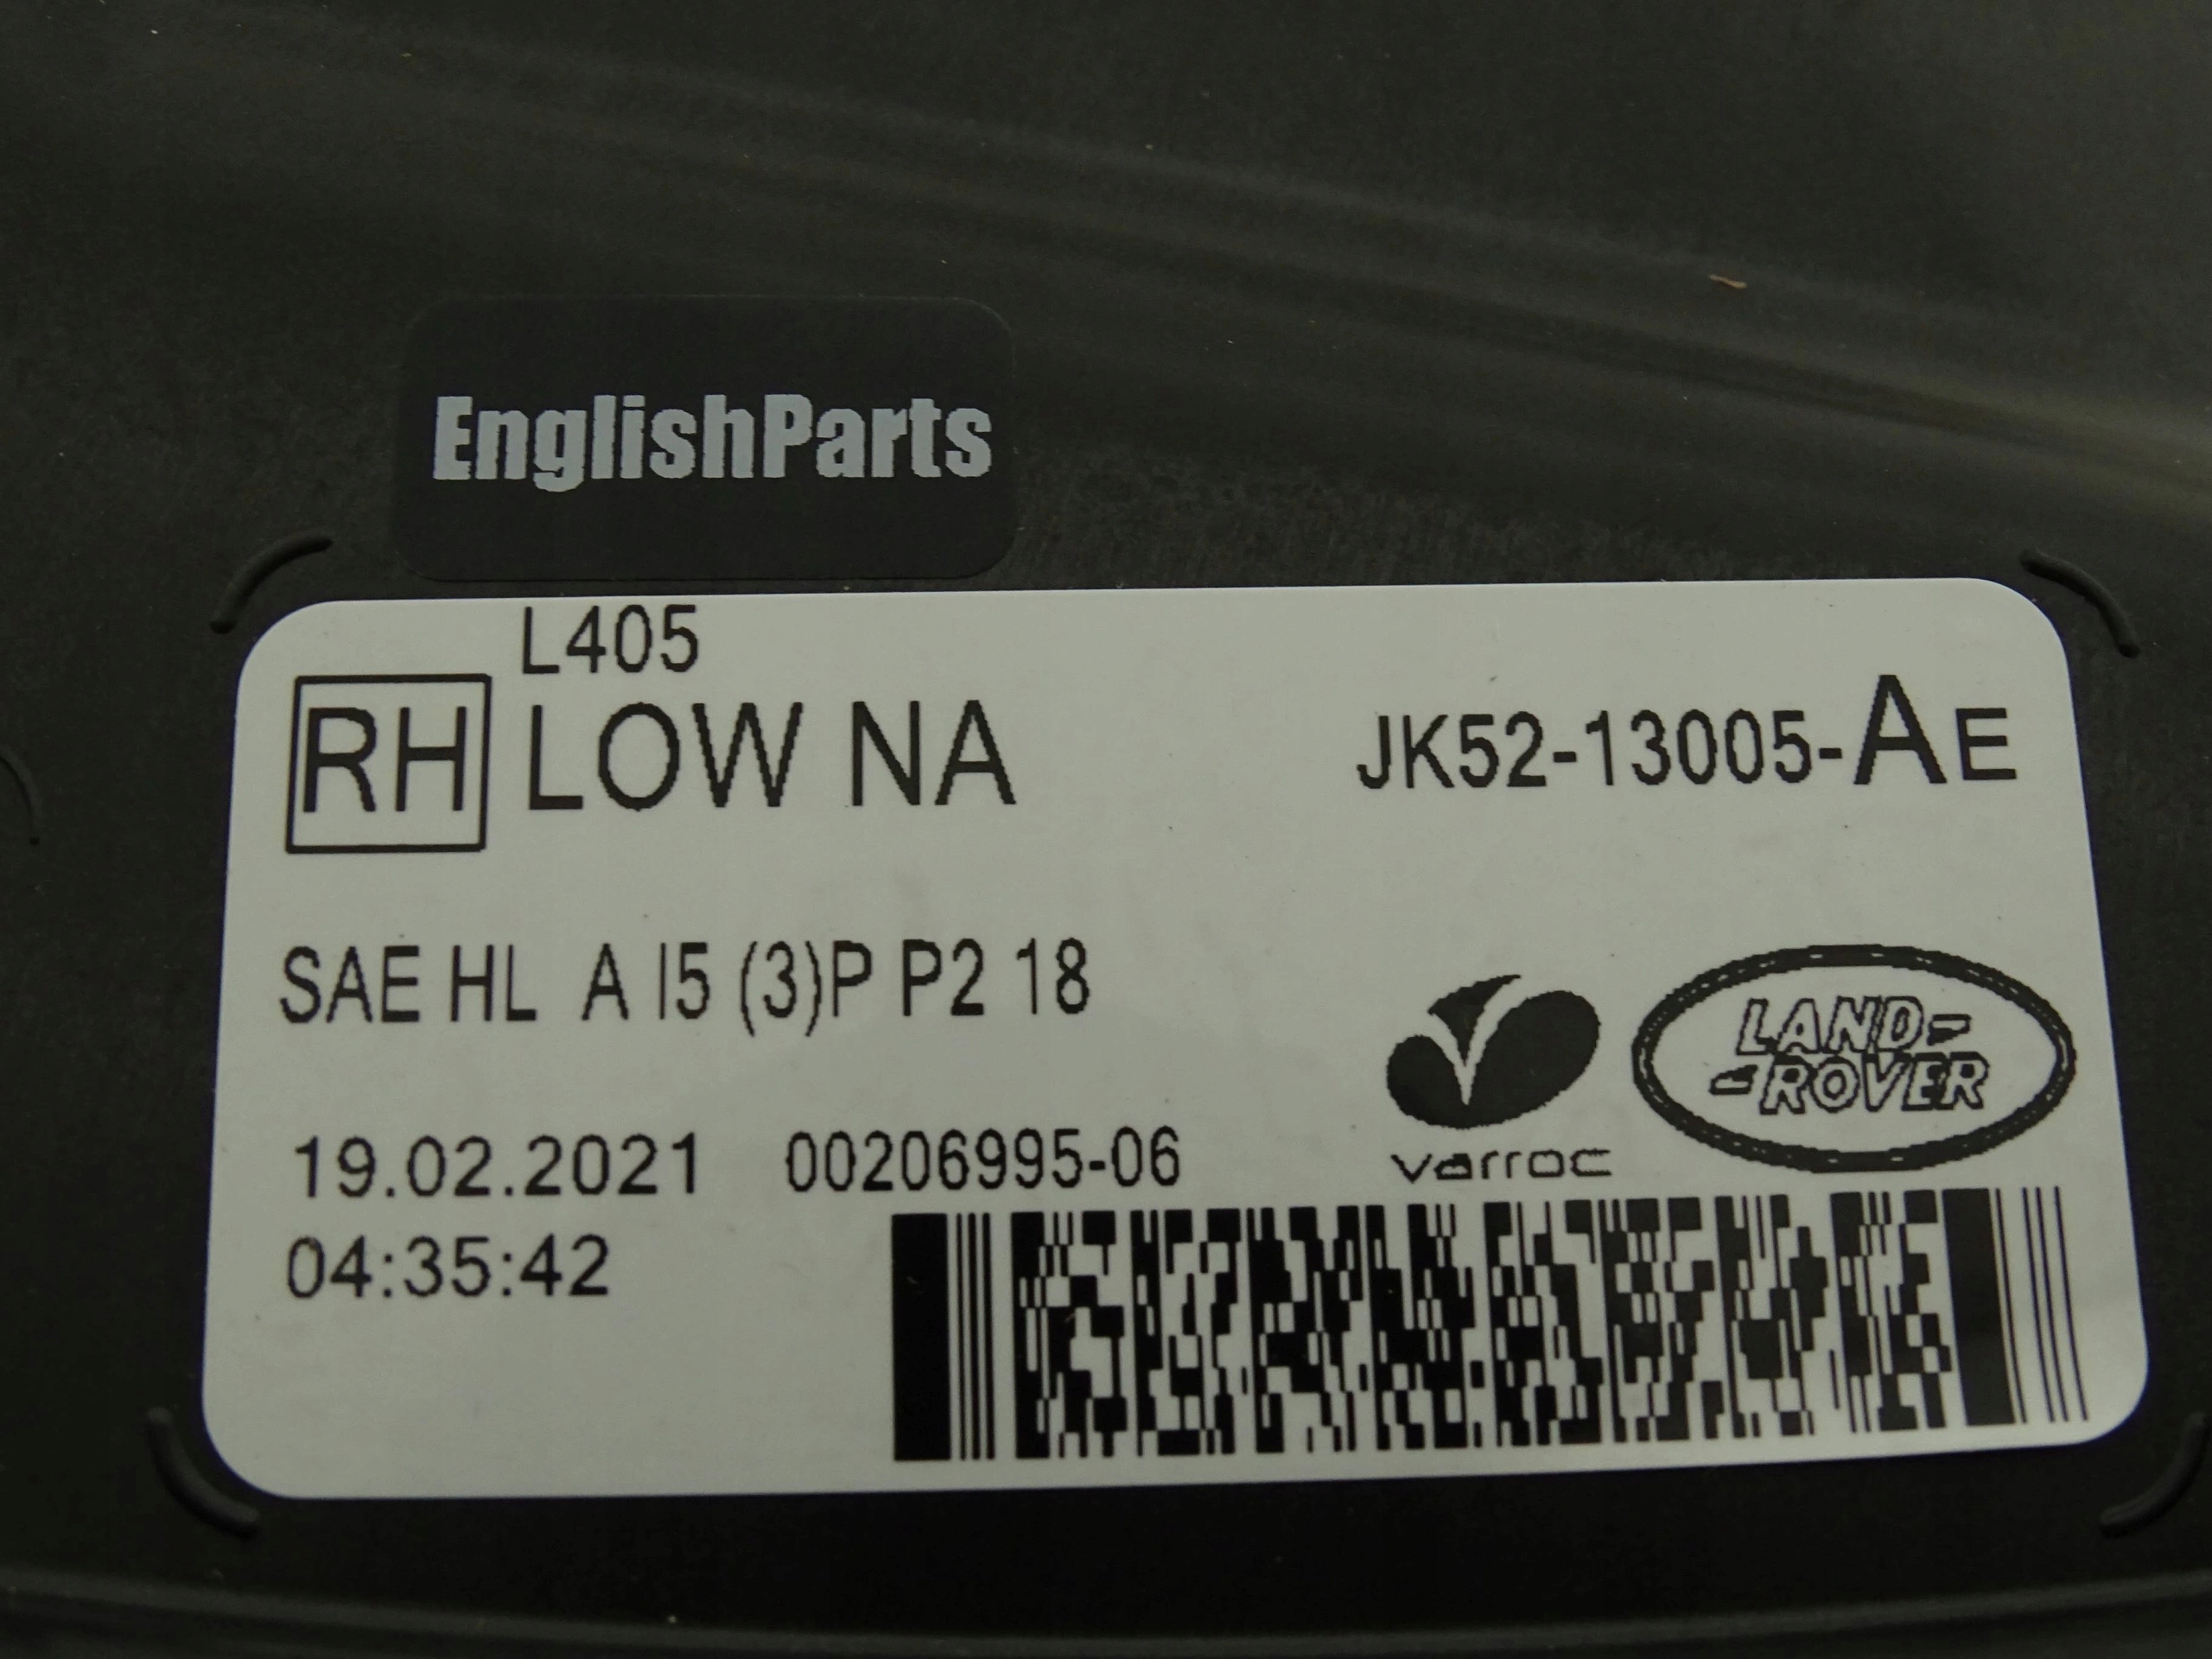 EnglishParts
L405
RH LOW NA JK52-13005-AE
SAE HL A I5 (3)P P2 18
LAND-
-ROVER
varroc
19.02.2021 00206995-06
04:35:42